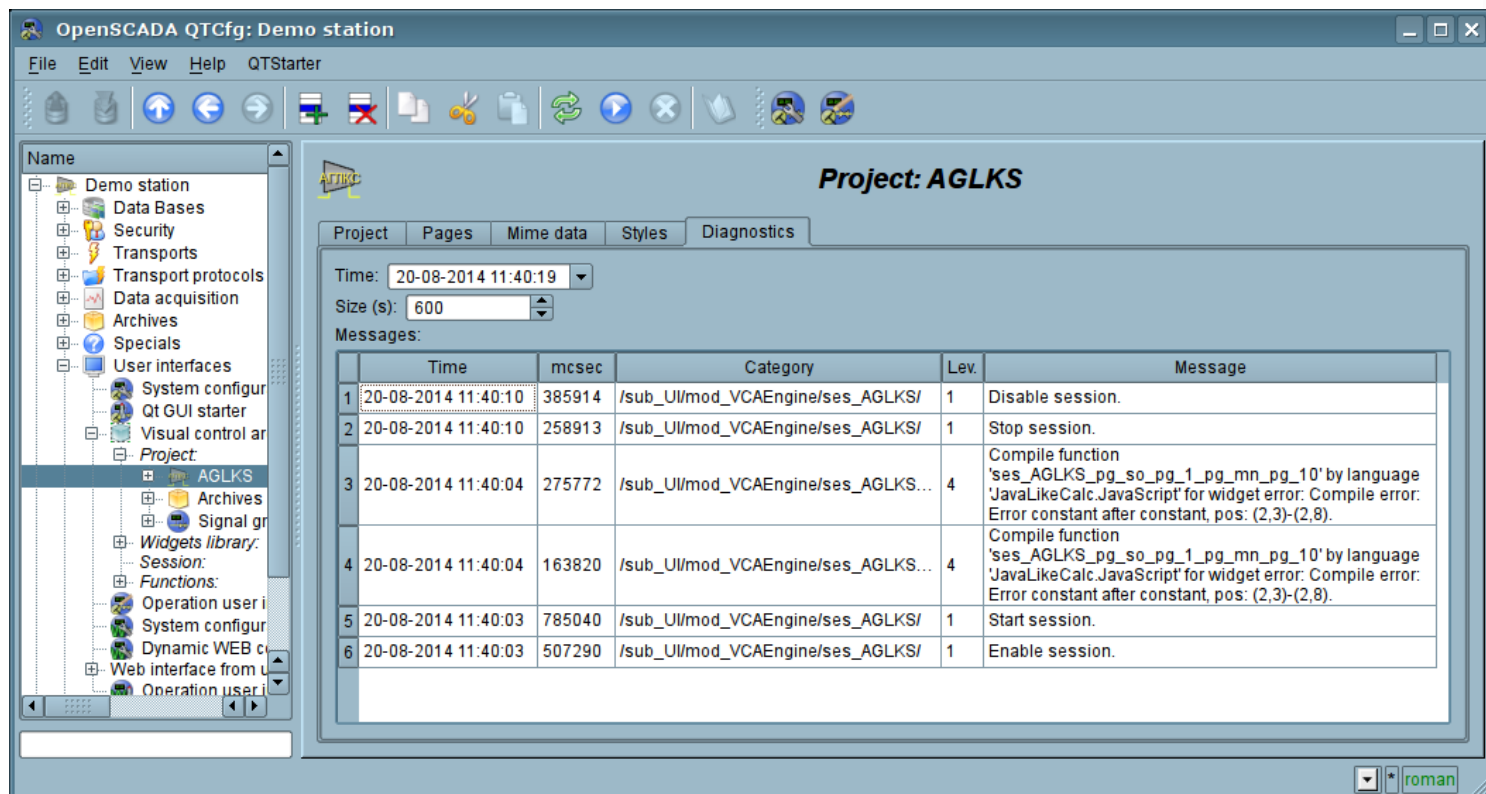 OpenSCADA QTCfg: Demo station
File Edit View Help QTStarter
Name
Demo station
Data Bases
Security
Transports
Transport protocols
Data acquisition
Archives
Specials
User interfaces
System configur
Qt GUI starter
Visual control ar
Project:
AGLKS
Archives
Signal gr
Widgets library:
Session:
Functions:
Operation user i
System configur
Dynamic WEB c
Web interface from u
Operation user i
АГЛКС
Project: AGLKS
Project Pages Mime data Styles Diagnostics
Time: 20-08-2014 11:40:19
Size (s): 600
Messages:
Time mcsec Category Lev. Message
1 20-08-2014 11:40:10 385914 /sub_UI/mod_VCAEngine/ses_AGLKS/ 1 Disable session.
2 20-08-2014 11:40:10 258913 /sub_UI/mod_VCAEngine/ses_AGLKS/ 1 Stop session.
3 20-08-2014 11:40:04 275772 /sub_UI/mod_VCAEngine/ses_AGLKS... 4 Compile function
'ses_AGLKS_pg_so_pg_1_pg_mn_pg_10' by language
'JavaLikeCalc.JavaScript' for widget error: Compile error:
Error constant after constant, pos: (2,3)-(2,8).
4 20-08-2014 11:40:04 163820 /sub_UI/mod_VCAEngine/ses_AGLKS... 4 Compile function
'ses_AGLKS_pg_so_pg_1_pg_mn_pg_10' by language
'JavaLikeCalc.JavaScript' for widget error: Compile error:
Error constant after constant, pos: (2,3)-(2,8).
5 20-08-2014 11:40:03 785040 /sub_UI/mod_VCAEngine/ses_AGLKS/ 1 Start session.
6 20-08-2014 11:40:03 507290 /sub_UI/mod_VCAEngine/ses_AGLKS/ 1 Enable session.
* roman